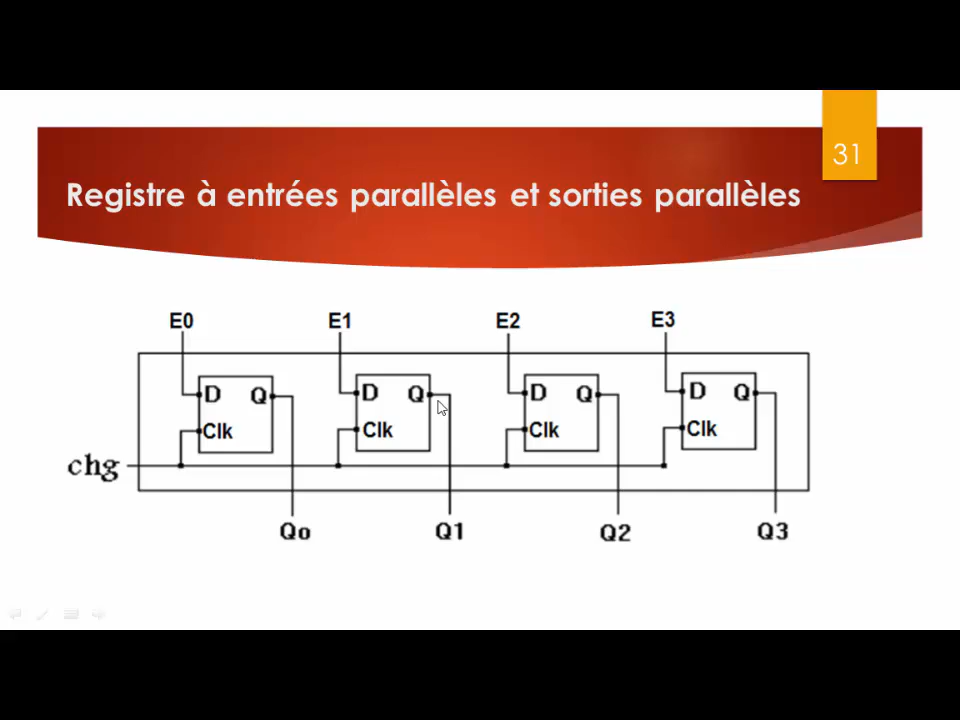 31
Registre à entrées parallèles et sorties parallèles
E0 E1 E2 E3
D Q D Q D Q D Q
Clk Clk Clk Clk
chg
Qo Q1 Q2 Q3